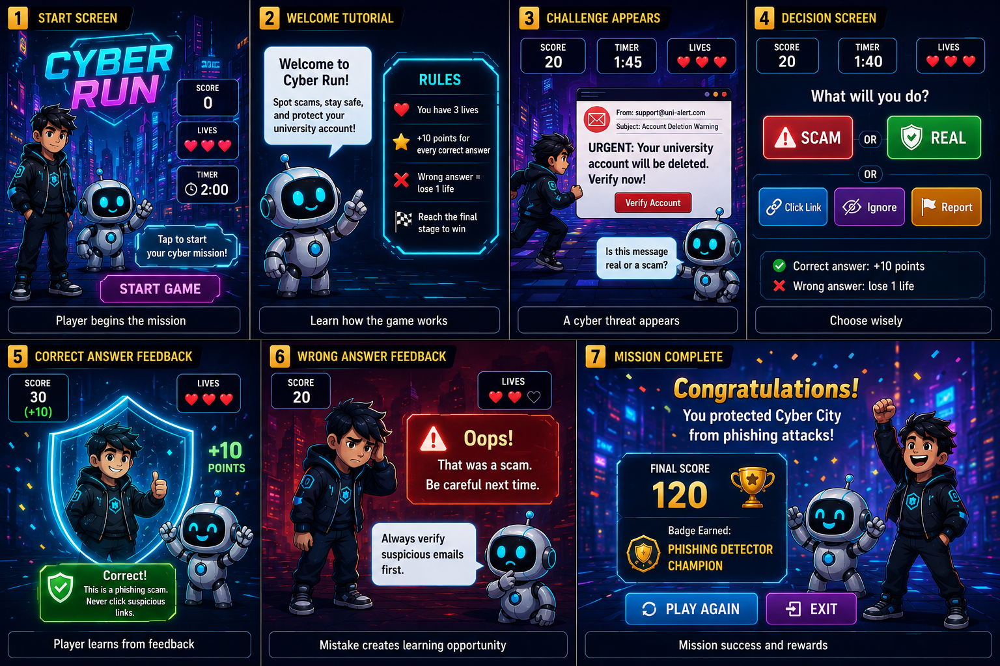 1 START SCREEN
CYBER
RUN
SCORE
0
LIVES
TIMER
2:00
Tap to start
your cyber mission!
START GAME
Player begins the mission
2 WELCOME TUTORIAL
Welcome to
Cyber Run!
Spot scams, stay safe,
and protect your
university account!
RULES
You have 3 lives
+10 points for
every correct answer
Wrong answer =
lose 1 life
Reach the final
stage to win
Learn how the game works
3 CHALLENGE APPEARS
SCORE
20
TIMER
1:45
LIVES
From: support@uni-alert.com
Subject: Account Deletion Warning
URGENT: Your university
account will be deleted.
Verify now!
Verify Account
Is this message
real or a scam?
A cyber threat appears
4 DECISION SCREEN
SCORE
20
TIMER
1:40
LIVES
What will you do?
SCAM
OR
REAL
OR
Click Link
Ignore
Report
Correct answer: +10 points
Wrong answer: lose 1 life
Choose wisely
5 CORRECT ANSWER FEEDBACK
SCORE
30
(+10)
LIVES
+10
POINTS
Correct!
This is a phishing scam.
Never click suspicious
links.
Player learns from feedback
6 WRONG ANSWER FEEDBACK
SCORE
20
LIVES
Oops!
That was a scam.
Be careful next time.
Always verify
suspicious emails
first.
Mistake creates learning opportunity
7 MISSION COMPLETE
Congratulations!
You protected Cyber City
from phishing attacks!
FINAL SCORE
120
Badge Earned:
PHISHING DETECTOR
CHAMPION
PLAY AGAIN
EXIT
Mission success and rewards